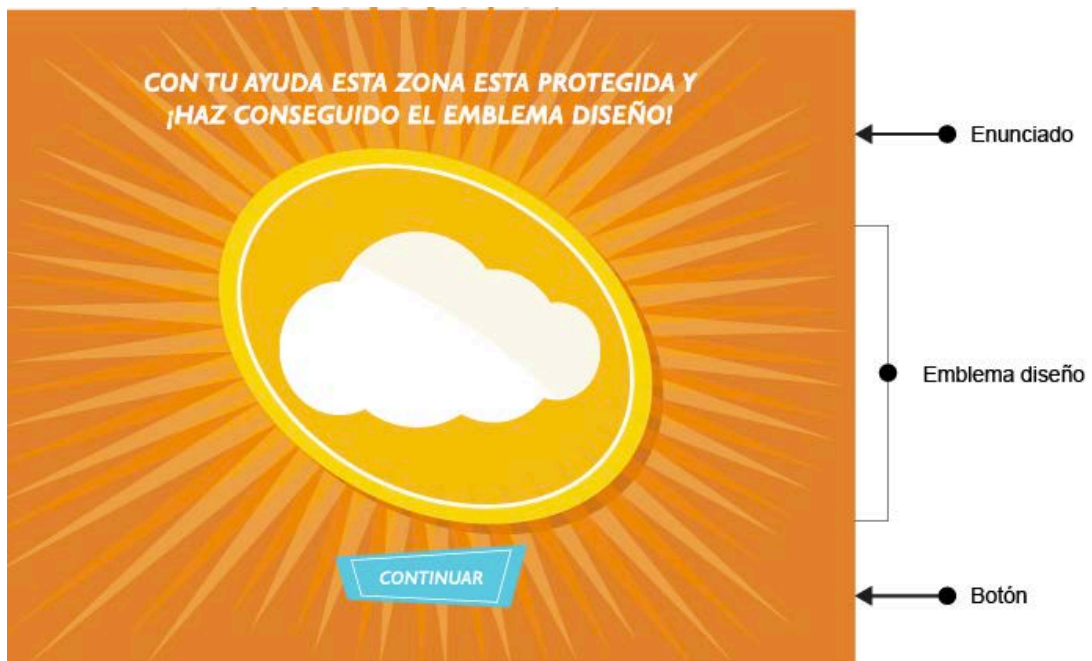 CON TU AYUDA ESTA ZONA ESTA PROTEGIDA Y
¡HAZ CONSEGUIDO EL EMBLEMA DISEÑO!
Enunciado
Emblema diseño
CONTINUAR
Botón